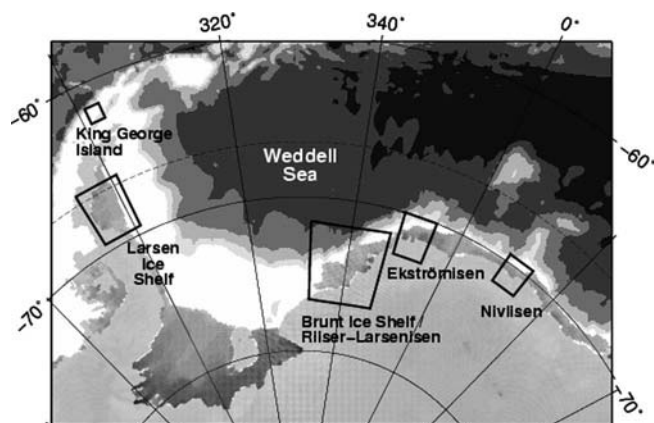 320°
340°
0°
-60°
King George
Island
Weddell
Sea
-60°
Larsen
Ice
Shelf
Ekströmisen
Nivlisen
Brunt Ice Shelf /
Riiser-Larsenisen
-70°
-70°